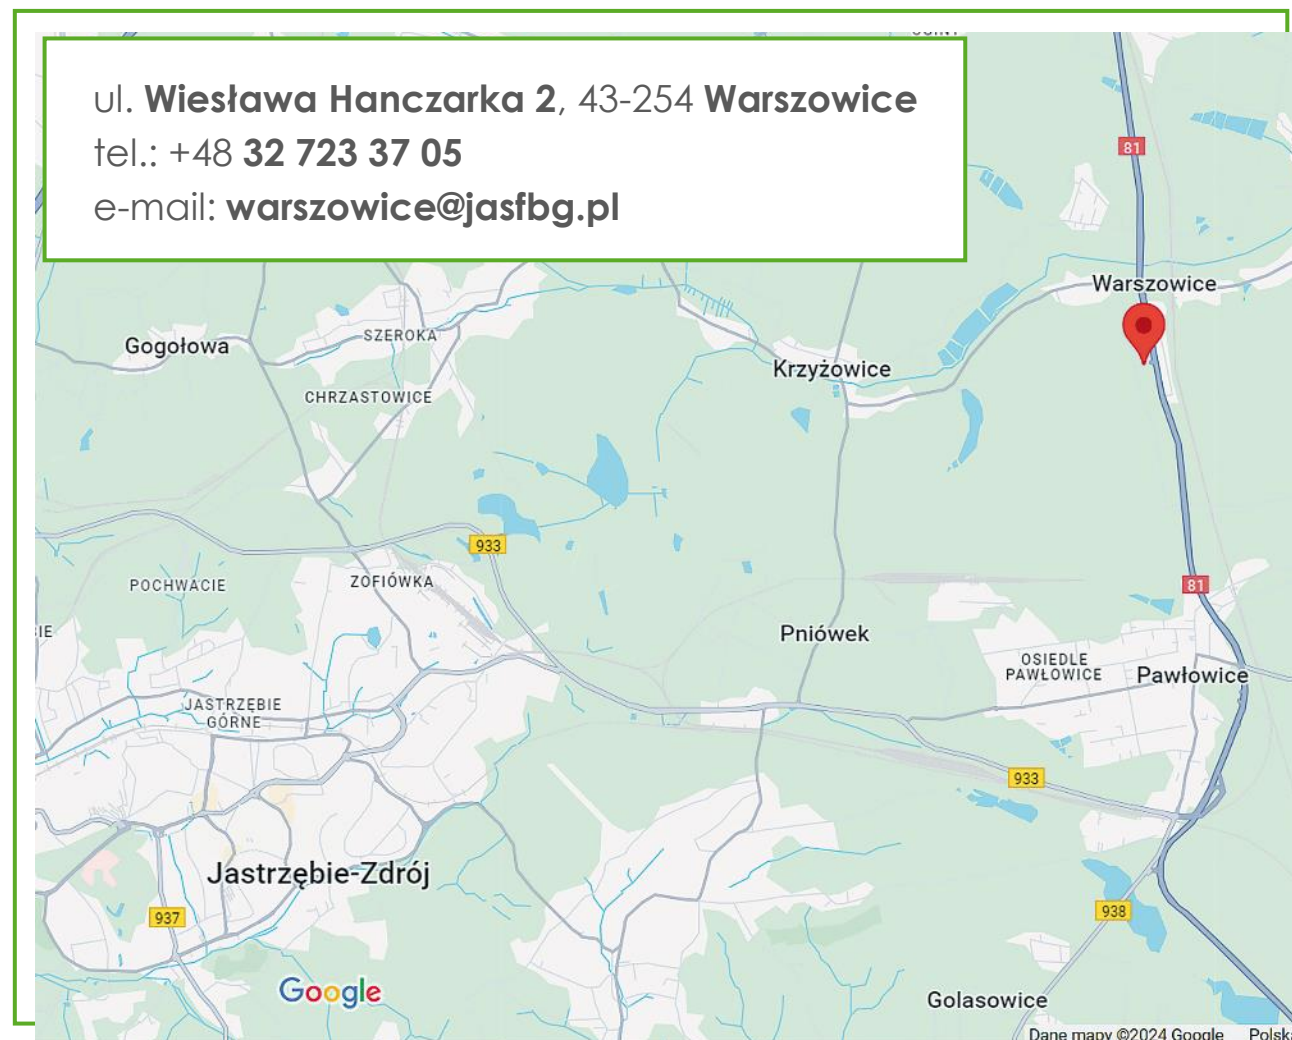 ul. Wiesława Hanczarka 2, 43-254 Warszowice
tel.: +48 32 723 37 05
e-mail: warszowice@jasfbg.pl
81
Warszowice
Gogołowa
SZEROKA
Krzyżowice
CHRZASTOWICE
933
POCHWACIE
ZOFIÓWKA
81
IE
Pniówek
OSIEDLE
PAWŁOWICE
Pawłowice
JASTRZĘBIE
GÓRNE
933
Jastrzębie-Zdrój
937
938
Google
Golasowice
Dane mapy ©2024 Google Polska